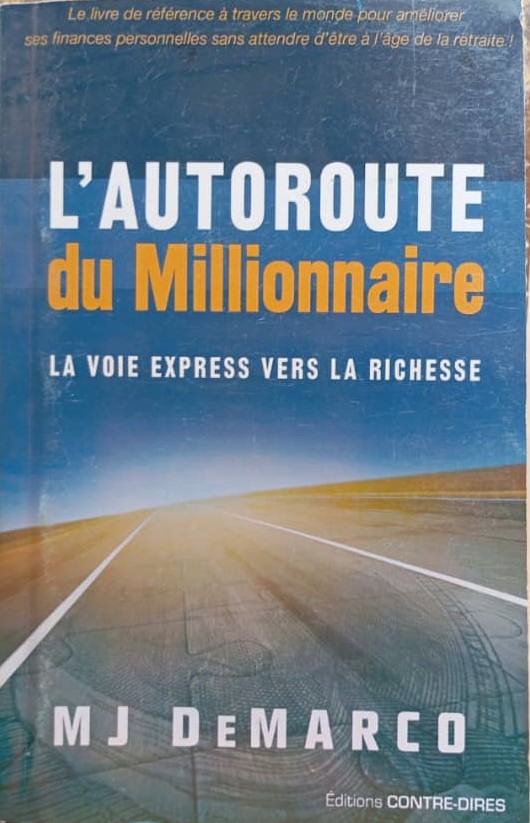 Le livre de référence à travers le monde pour améliorer
ses finances personnelles sans attendre d'être à l'âge de la retraite !
L'AUTOROUTE
du Millionnaire
LA VOIE EXPRESS VERS LA RICHESSE
MJ DEMARCO
Éditions CONTRE-DIRES